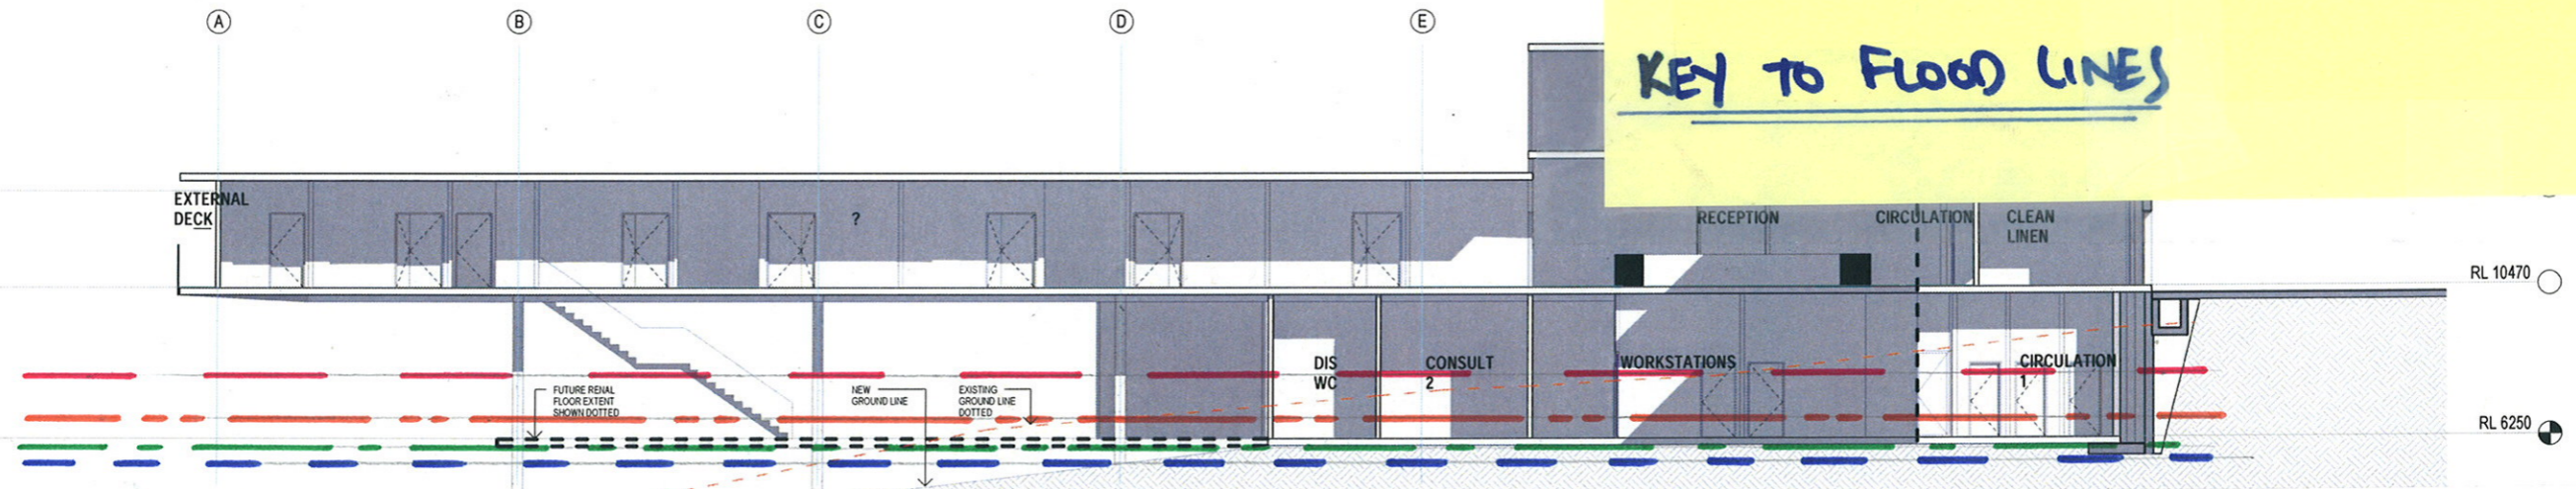 A B C D E
KEY TO FLOOD LINES
EXTERNAL
DECK
?
RECEPTION
CIRCULATION
CLEAN
LINEN
RL 10470
DIS
WC
CONSULT
2
WORKSTATIONS
CIRCULATION
1
FUTURE RENAL
FLOOR EXTENT
SHOWN DOTTED
NEW
GROUND LINE
EXISTING
GROUND LINE
DOTTED
RL 6250